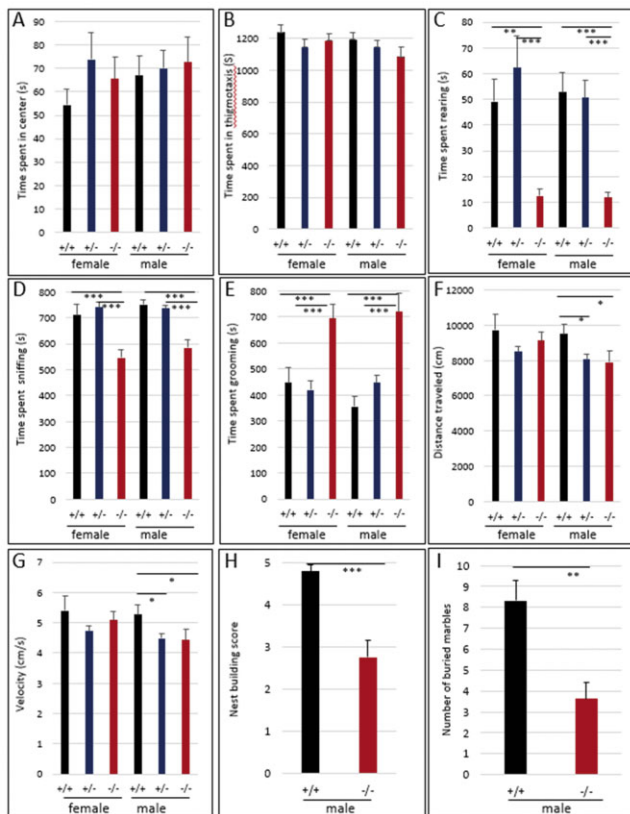 A
Time spent in center (s)
90
80
70
60
50
40
30
20
10
0
+/+ +/- -/- +/+ +/- -/-
female male
B
Time spent in thigmotaxis (S)
1200
1000
800
600
400
200
0
+/+ +/- -/- +/+ +/- -/-
female male
C
Time spent rearing (s)
80
70
60
50
40
30
20
10
0
** ***
*** ***
+/+ +/- -/- +/+ +/- -/-
female male
D
Time spent sniffing (s)
800
700
600
500
400
300
200
100
0
*** ***
*** ***
+/+ +/- -/- +/+ +/- -/-
female male
E
Time spent grooming (s)
800
700
600
500
400
300
200
100
0
*** ***
*** ***
+/+ +/- -/- +/+ +/- -/-
female male
F
Distance traveled (cm)
12000
10000
8000
6000
4000
2000
0
*
*
+/+ +/- -/- +/+ +/- -/-
female male
G
Velocity (cm/s)
7
6
5
4
3
2
1
0
*
*
+/+ +/- -/- +/+ +/- -/-
female male
H
Nest building score
5
4
3
2
1
0
***
+/+ -/-
male
I
Number of buried marbles
10
9
8
7
6
5
4
3
2
1
0
**
+/+ -/-
male